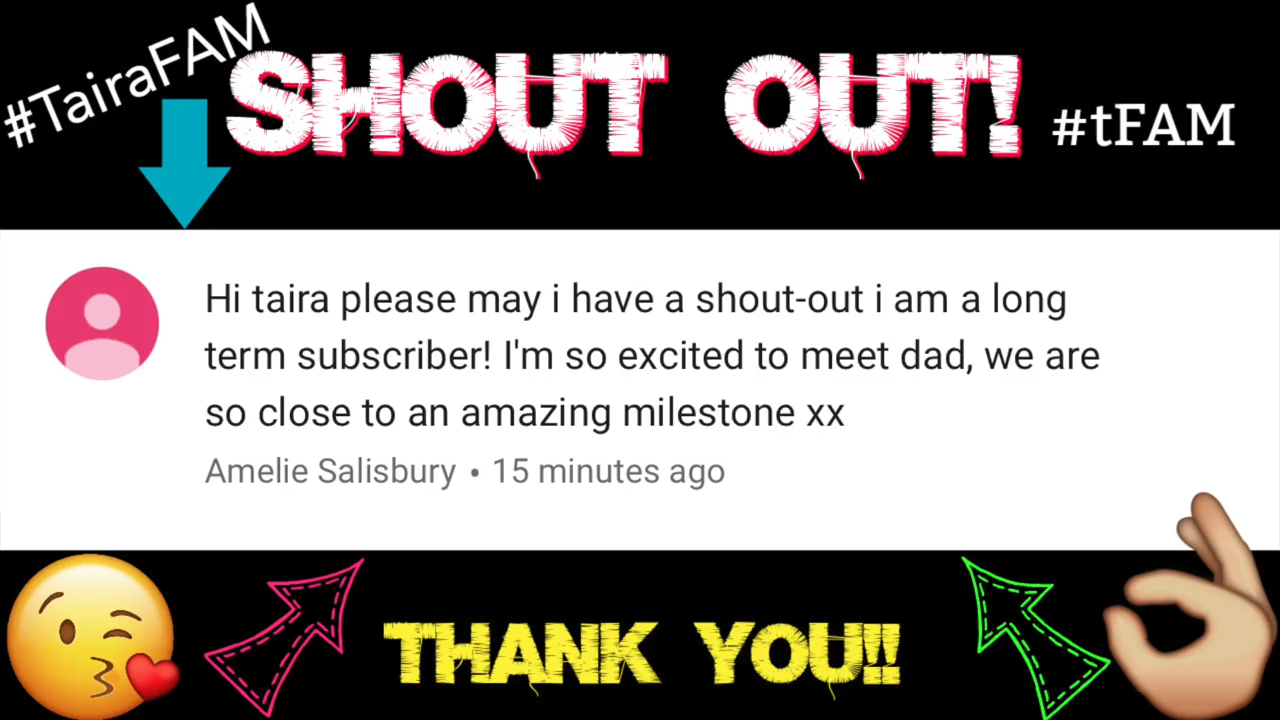 #TairaFAM
SHOUT OUT!
#tFAM
Hi taira please may i have a shout-out i am a long
term subscriber! I'm so excited to meet dad, we are
so close to an amazing milestone xx
Amelie Salisbury • 15 minutes ago
THANK YOU!!